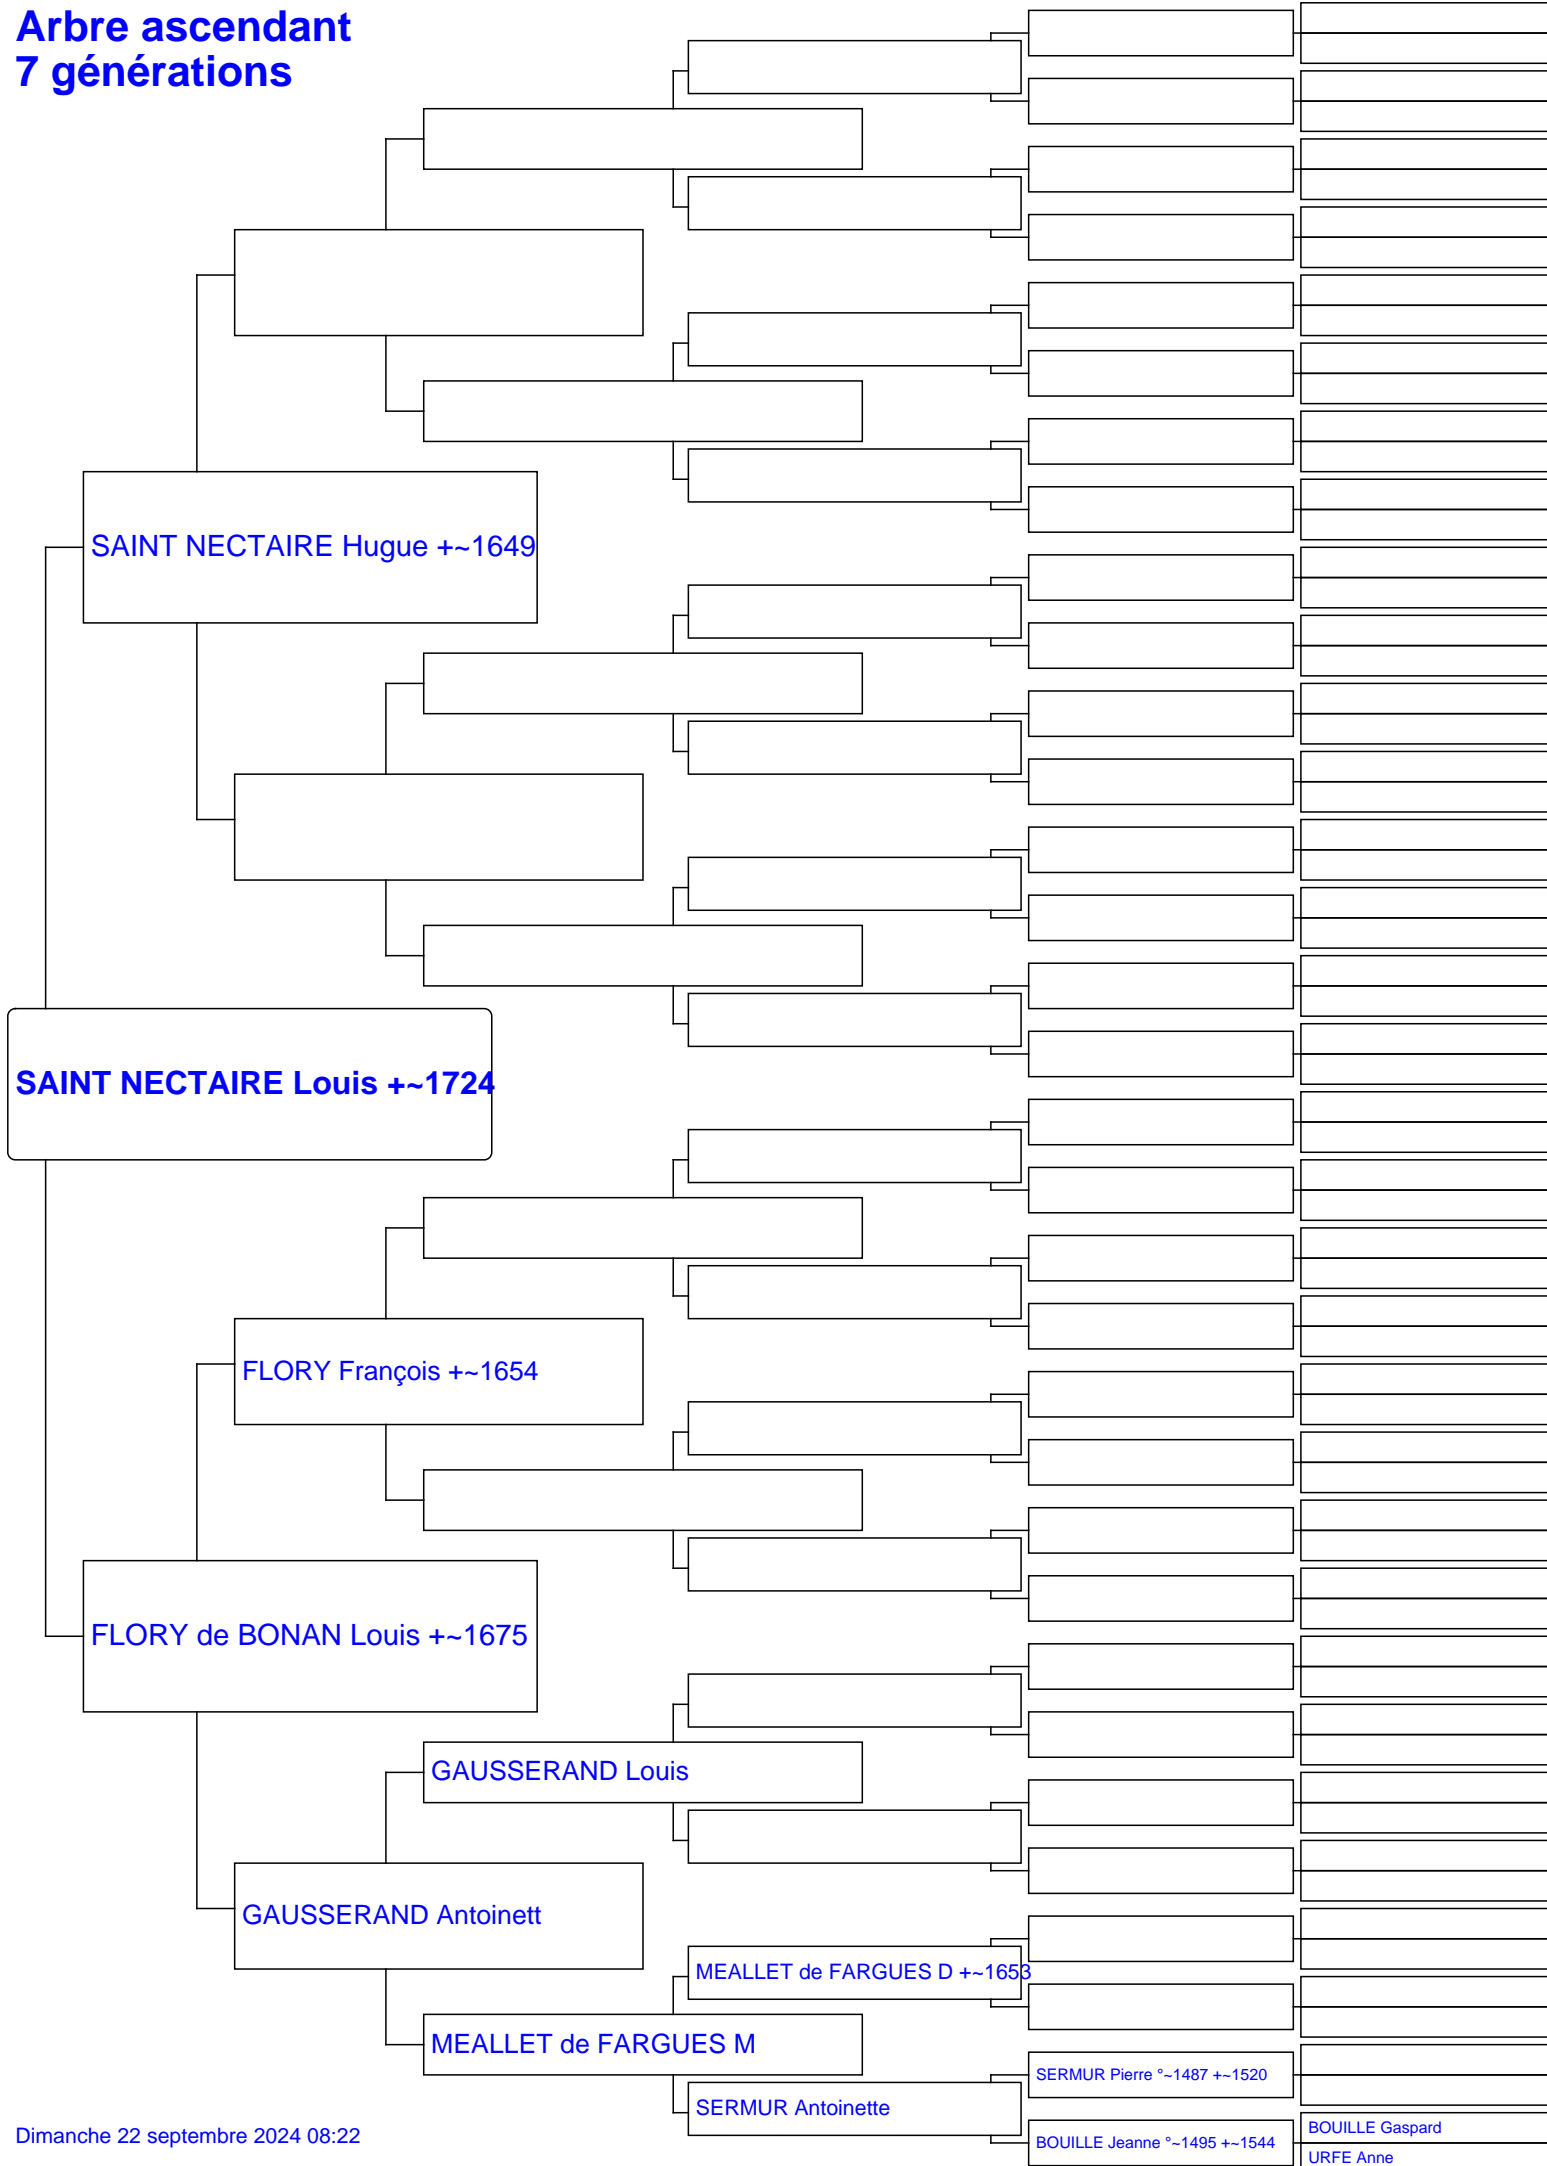 Arbre ascendant
7 générations
SAINT NECTAIRE Hugue +~1649
SAINT NECTAIRE Louis +~1724
FLORY François +~1654
FLORY de BONAN Louis +~1675
GAUSSERAND Louis
GAUSSERAND Antoinett
MEALLET de FARGUES D +~1653
MEALLET de FARGUES M
SERMUR Pierre °~1487 +~1520
SERMUR Antoinette
BOUILLE Gaspard
BOUILLE Jeanne °~1495 +~1544
URFE Anne
Dimanche 22 septembre 2024 08:22